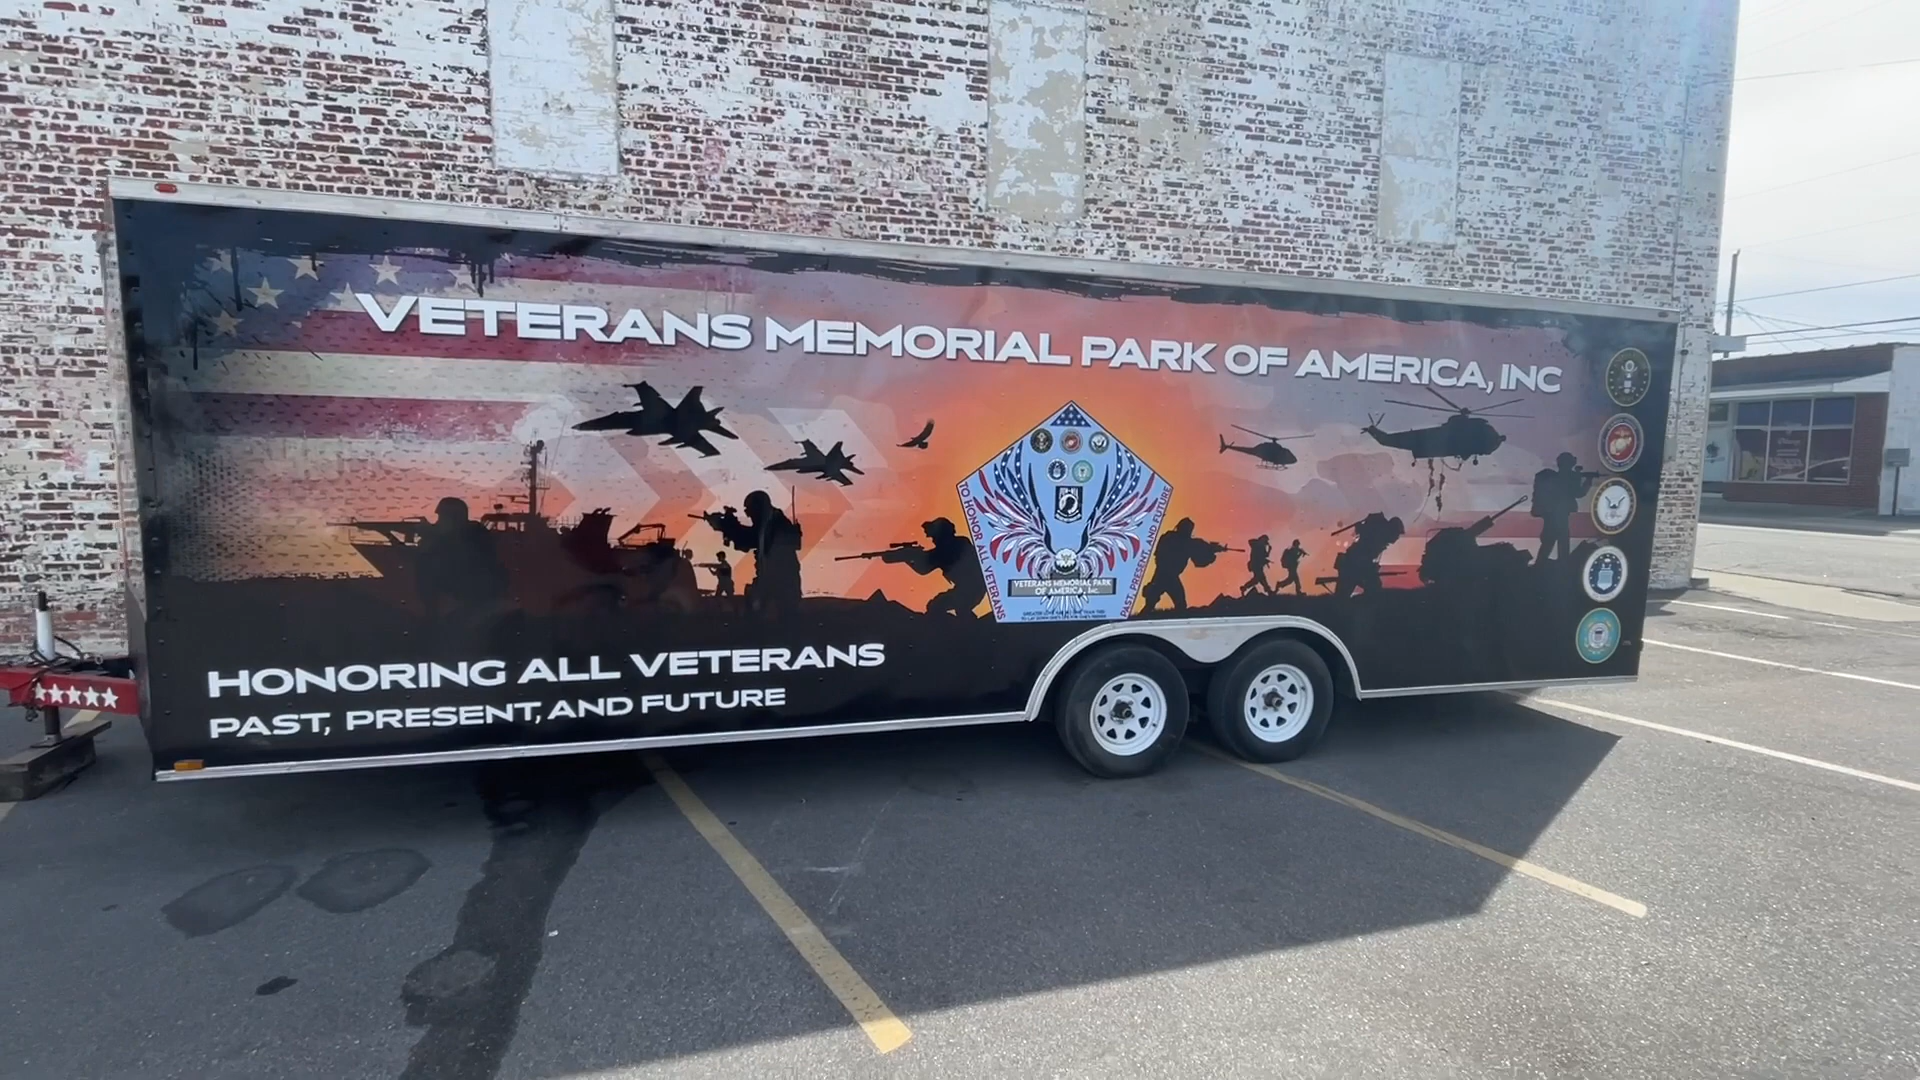 VETERANS MEMORIAL PARK OF AMERICA, INC
TO HONOR ALL VETERANS
PAST, PRESENT, AND FUTURE
VETERANS MEMORIAL PARK
OF AMERICA, Inc.
HONORING ALL VETERANS
PAST, PRESENT, AND FUTURE